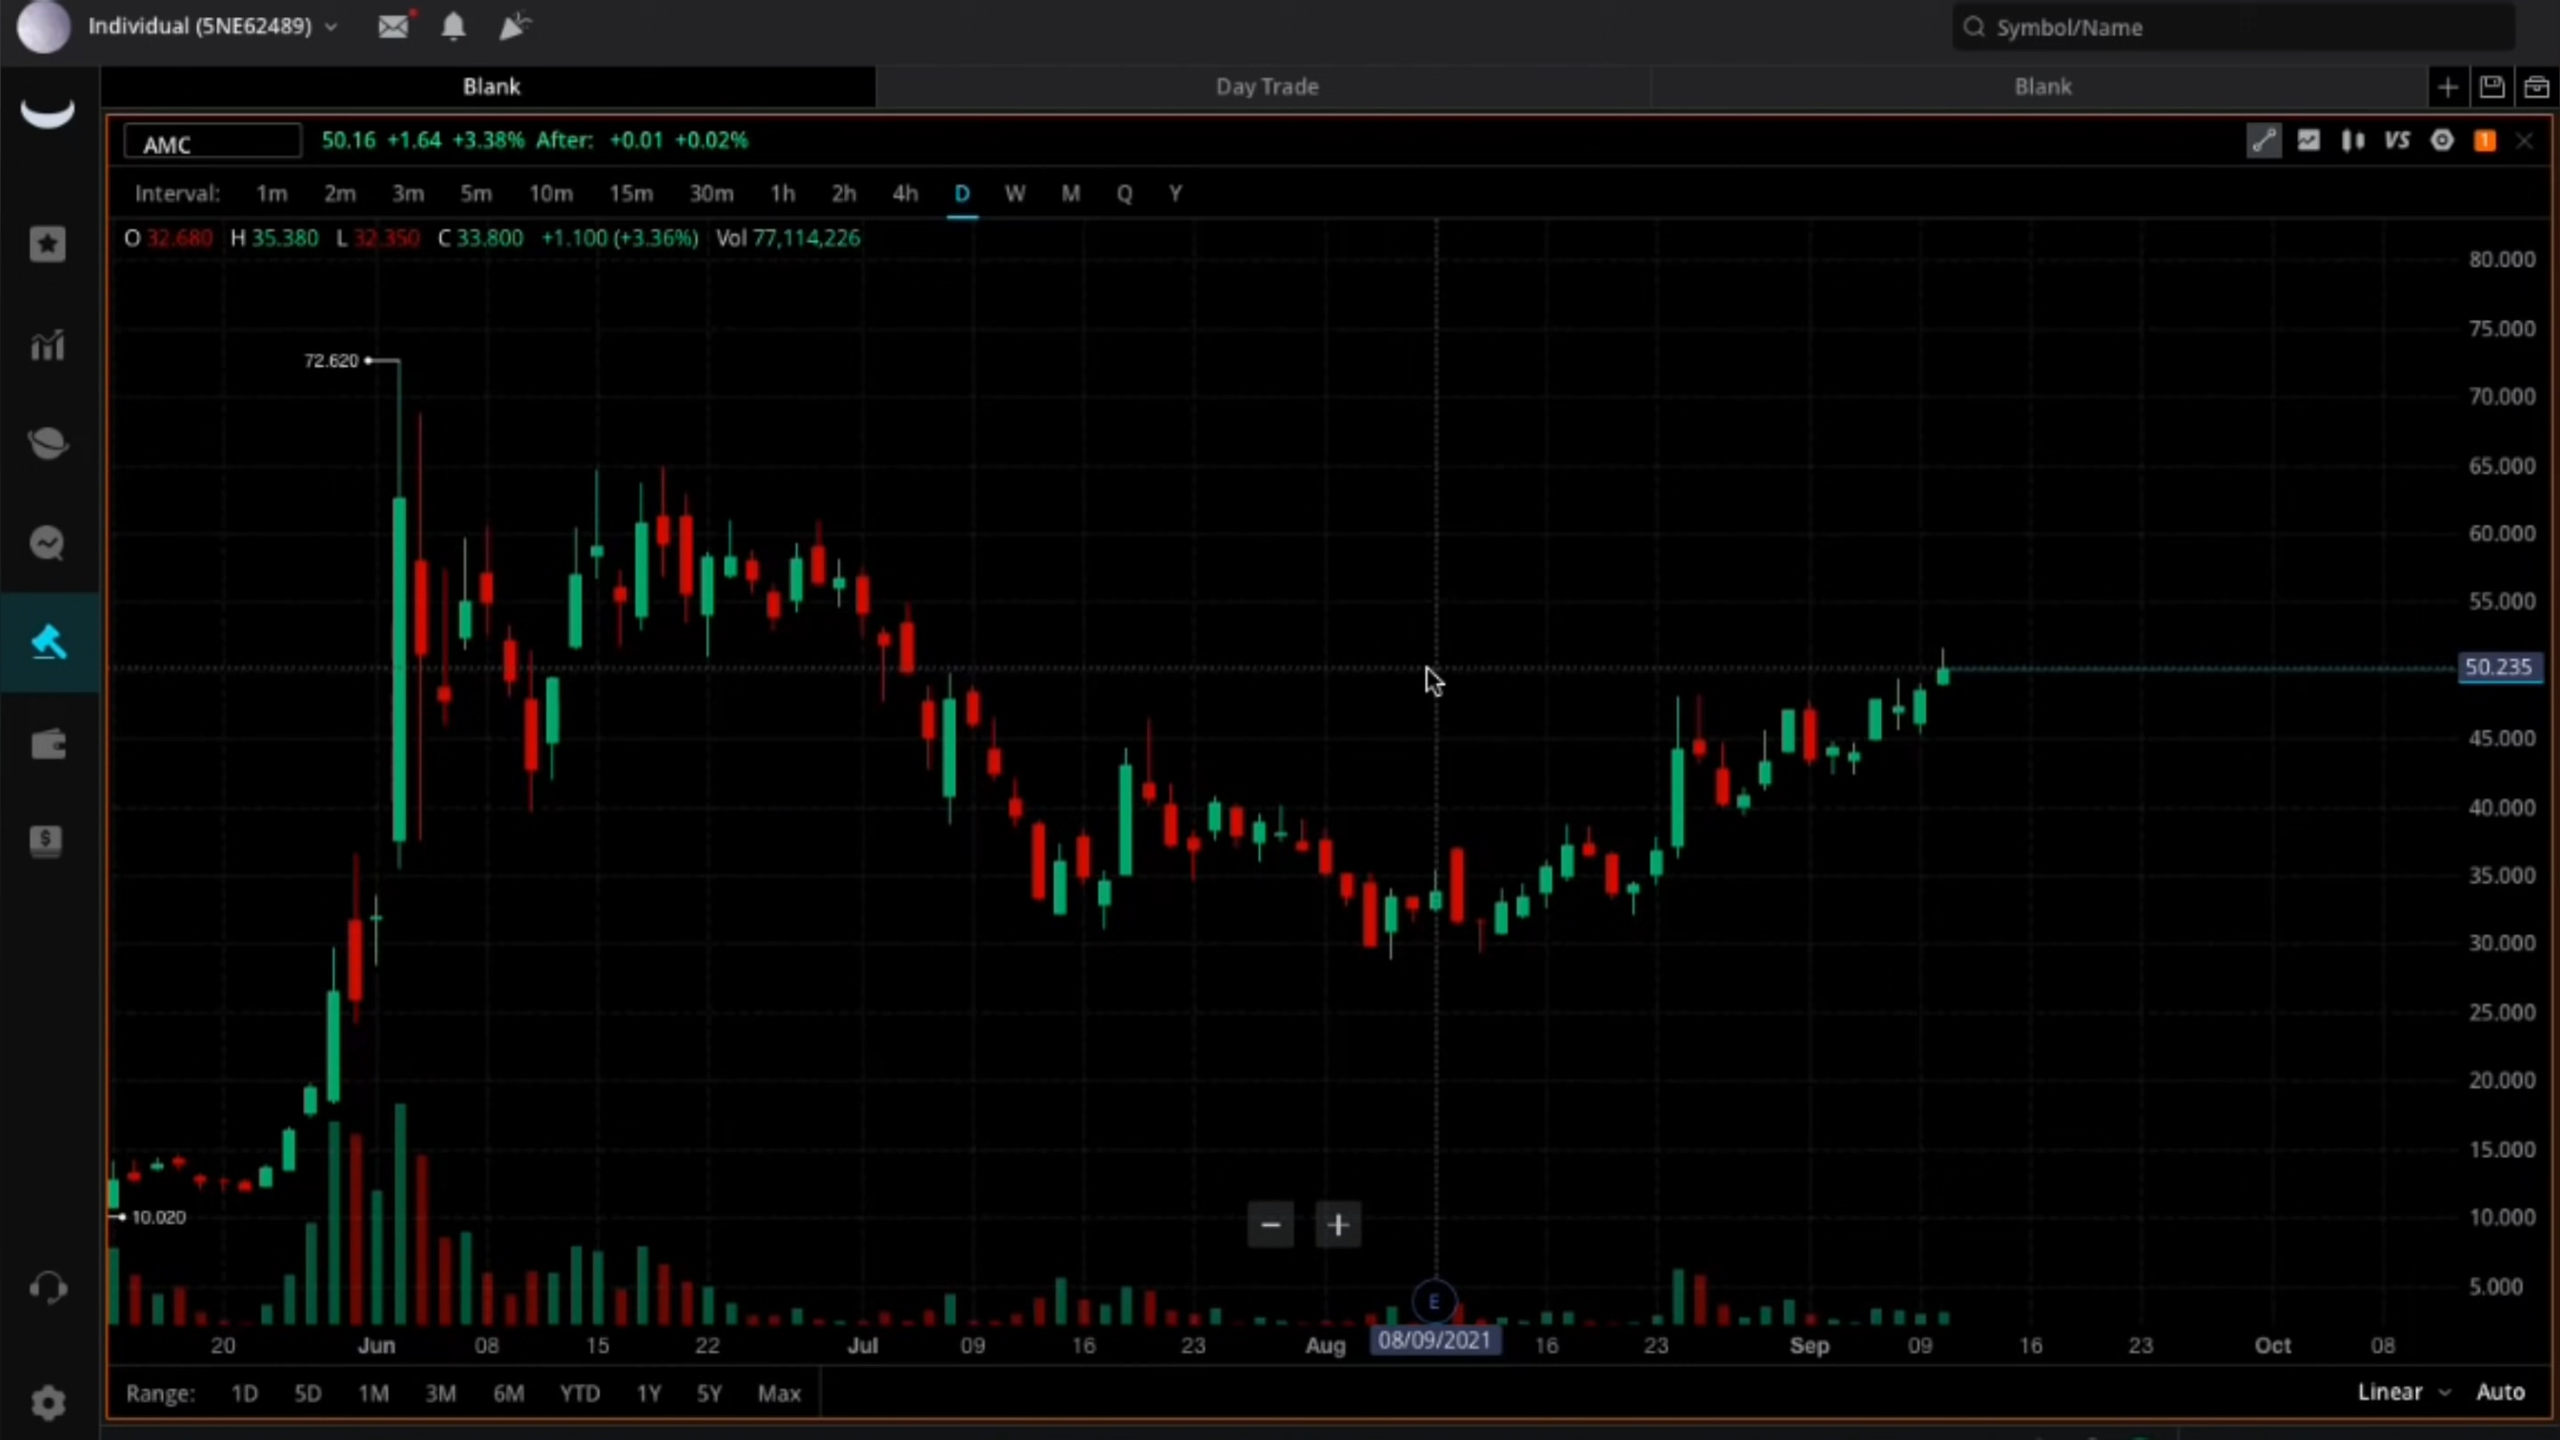 Individual (5NE62489)
Symbol/Name
Blank Day Trade Blank
AMC 50.16 +1.64 +3.38% After: +0.01 +0.02% VS 1
Interval: 1m 2m 3m 5m 10m 15m 30m 1h 2h 4h D W M Q Y
O 32.680 H 35.380 L 32.350 C 33.800 +1.100 (+3.36%) Vol 77,114,226
80.000
75.000
72.620
70.000
65.000
60.000
55.000
50.235
45.000
40.000
35.000
30.000
25.000
20.000
15.000
10.020
10.000
5.000
E
20 Jun 08 15 22 Jul 09 16 23 Aug 08/09/2021 16 23 Sep 09 16 23 Oct 08
Range: 1D 5D 1M 3M 6M YTD 1Y 5Y Max Linear Auto